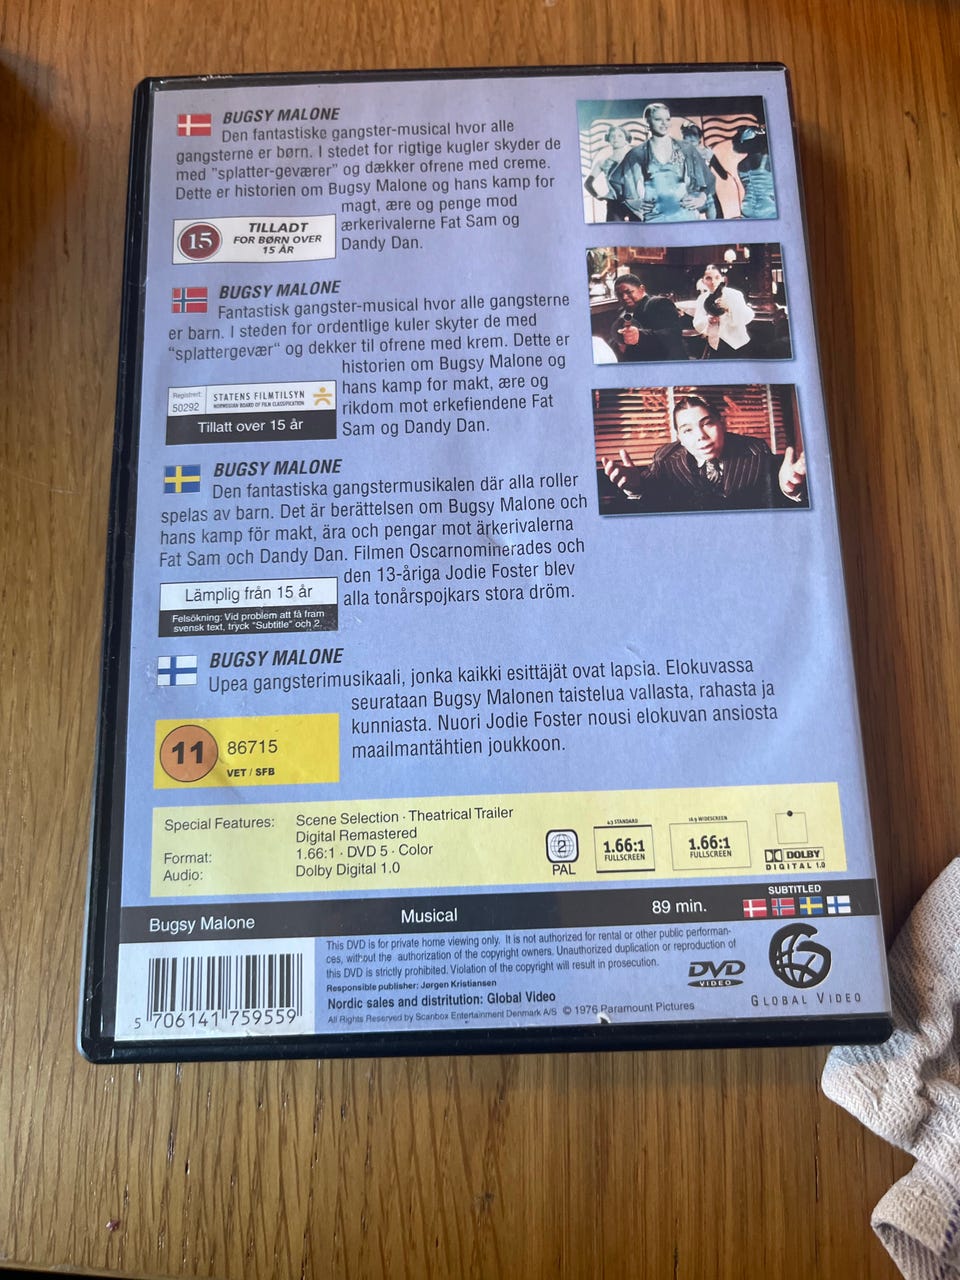 BUGSY MALONE
Den fantastiske gangster-musical hvor alle
gangsterne er børn. I stedet for rigtige kugler skyder de
med "splatter-geværer" og dækker ofrene med creme.
Dette er historien om Bugsy Malone og hans kamp for
magt, ære og penge mod
ærkerivalerne Fat Sam og
Dandy Dan.
15
TILLADT
FOR BØRN OVER
15 ÅR
BUGSY MALONE
Fantastisk gangster-musical hvor alle gangsterne
er barn. I steden for ordentlige kuler skyter de med
"splattergevær" og dekker til ofrene med krem. Dette er
historien om Bugsy Malone og
hans kamp for makt, ære og
rikdom mot erkefiendene Fat
Sam og Dandy Dan.
Registrert:
50292
STATENS FILMTILSYN
NORWEGIAN BOARD OF FILM CLASSIFICATION
Tillatt over 15 år
BUGSY MALONE
Den fantastiska gangstermusikalen där alla roller
spelas av barn. Det är berättelsen om Bugsy Malone och
hans kamp för makt, ära och pengar mot ärkerivalerna
Fat Sam och Dandy Dan. Filmen Oscarnominerades och
den 13-åriga Jodie Foster blev
alla tonårspojkars stora dröm.
Lämplig från 15 år
Felsökning: Vid problem att få fram
svensk text, tryck "Subtitle" och 2.
BUGSY MALONE
Upea gangsterimusikaali, jonka kaikki esittäjät ovat lapsia. Elokuvassa
seurataan Bugsy Malonen taistelua vallasta, rahasta ja
kunniasta. Nuori Jodie Foster nousi elokuvan ansiosta
maailmantähtien joukkoon.
11
86715
VET / SFB
Special Features: Scene Selection · Theatrical Trailer
Digital Remastered
Format: 1.66:1 · DVD 5 · Color
Audio: Dolby Digital 1.0
2
PAL
4:3 STANDARD
1.66:1
FULLSCREEN
16:9 WIDESCREEN
1.66:1
FULLSCREEN
DOLBY
DIGITAL 1.0
Bugsy Malone
Musical
89 min.
SUBTITLED
This DVD is for private home viewing only. It is not authorized for rental or other public performan-
ces, without the authorization of the copyright owners. Unauthorized duplication or reproduction of
this DVD is strictly prohibited. Violation of the copyright will result in prosecution.
Responsible publisher: Jørgen Kristiansen
Nordic sales and distritution: Global Video
All Rights Reserved by Scanbox Entertainment Denmark A/S © 1976 Paramount Pictures
DVD
VIDEO
GLOBAL VIDEO
5 706141 759559